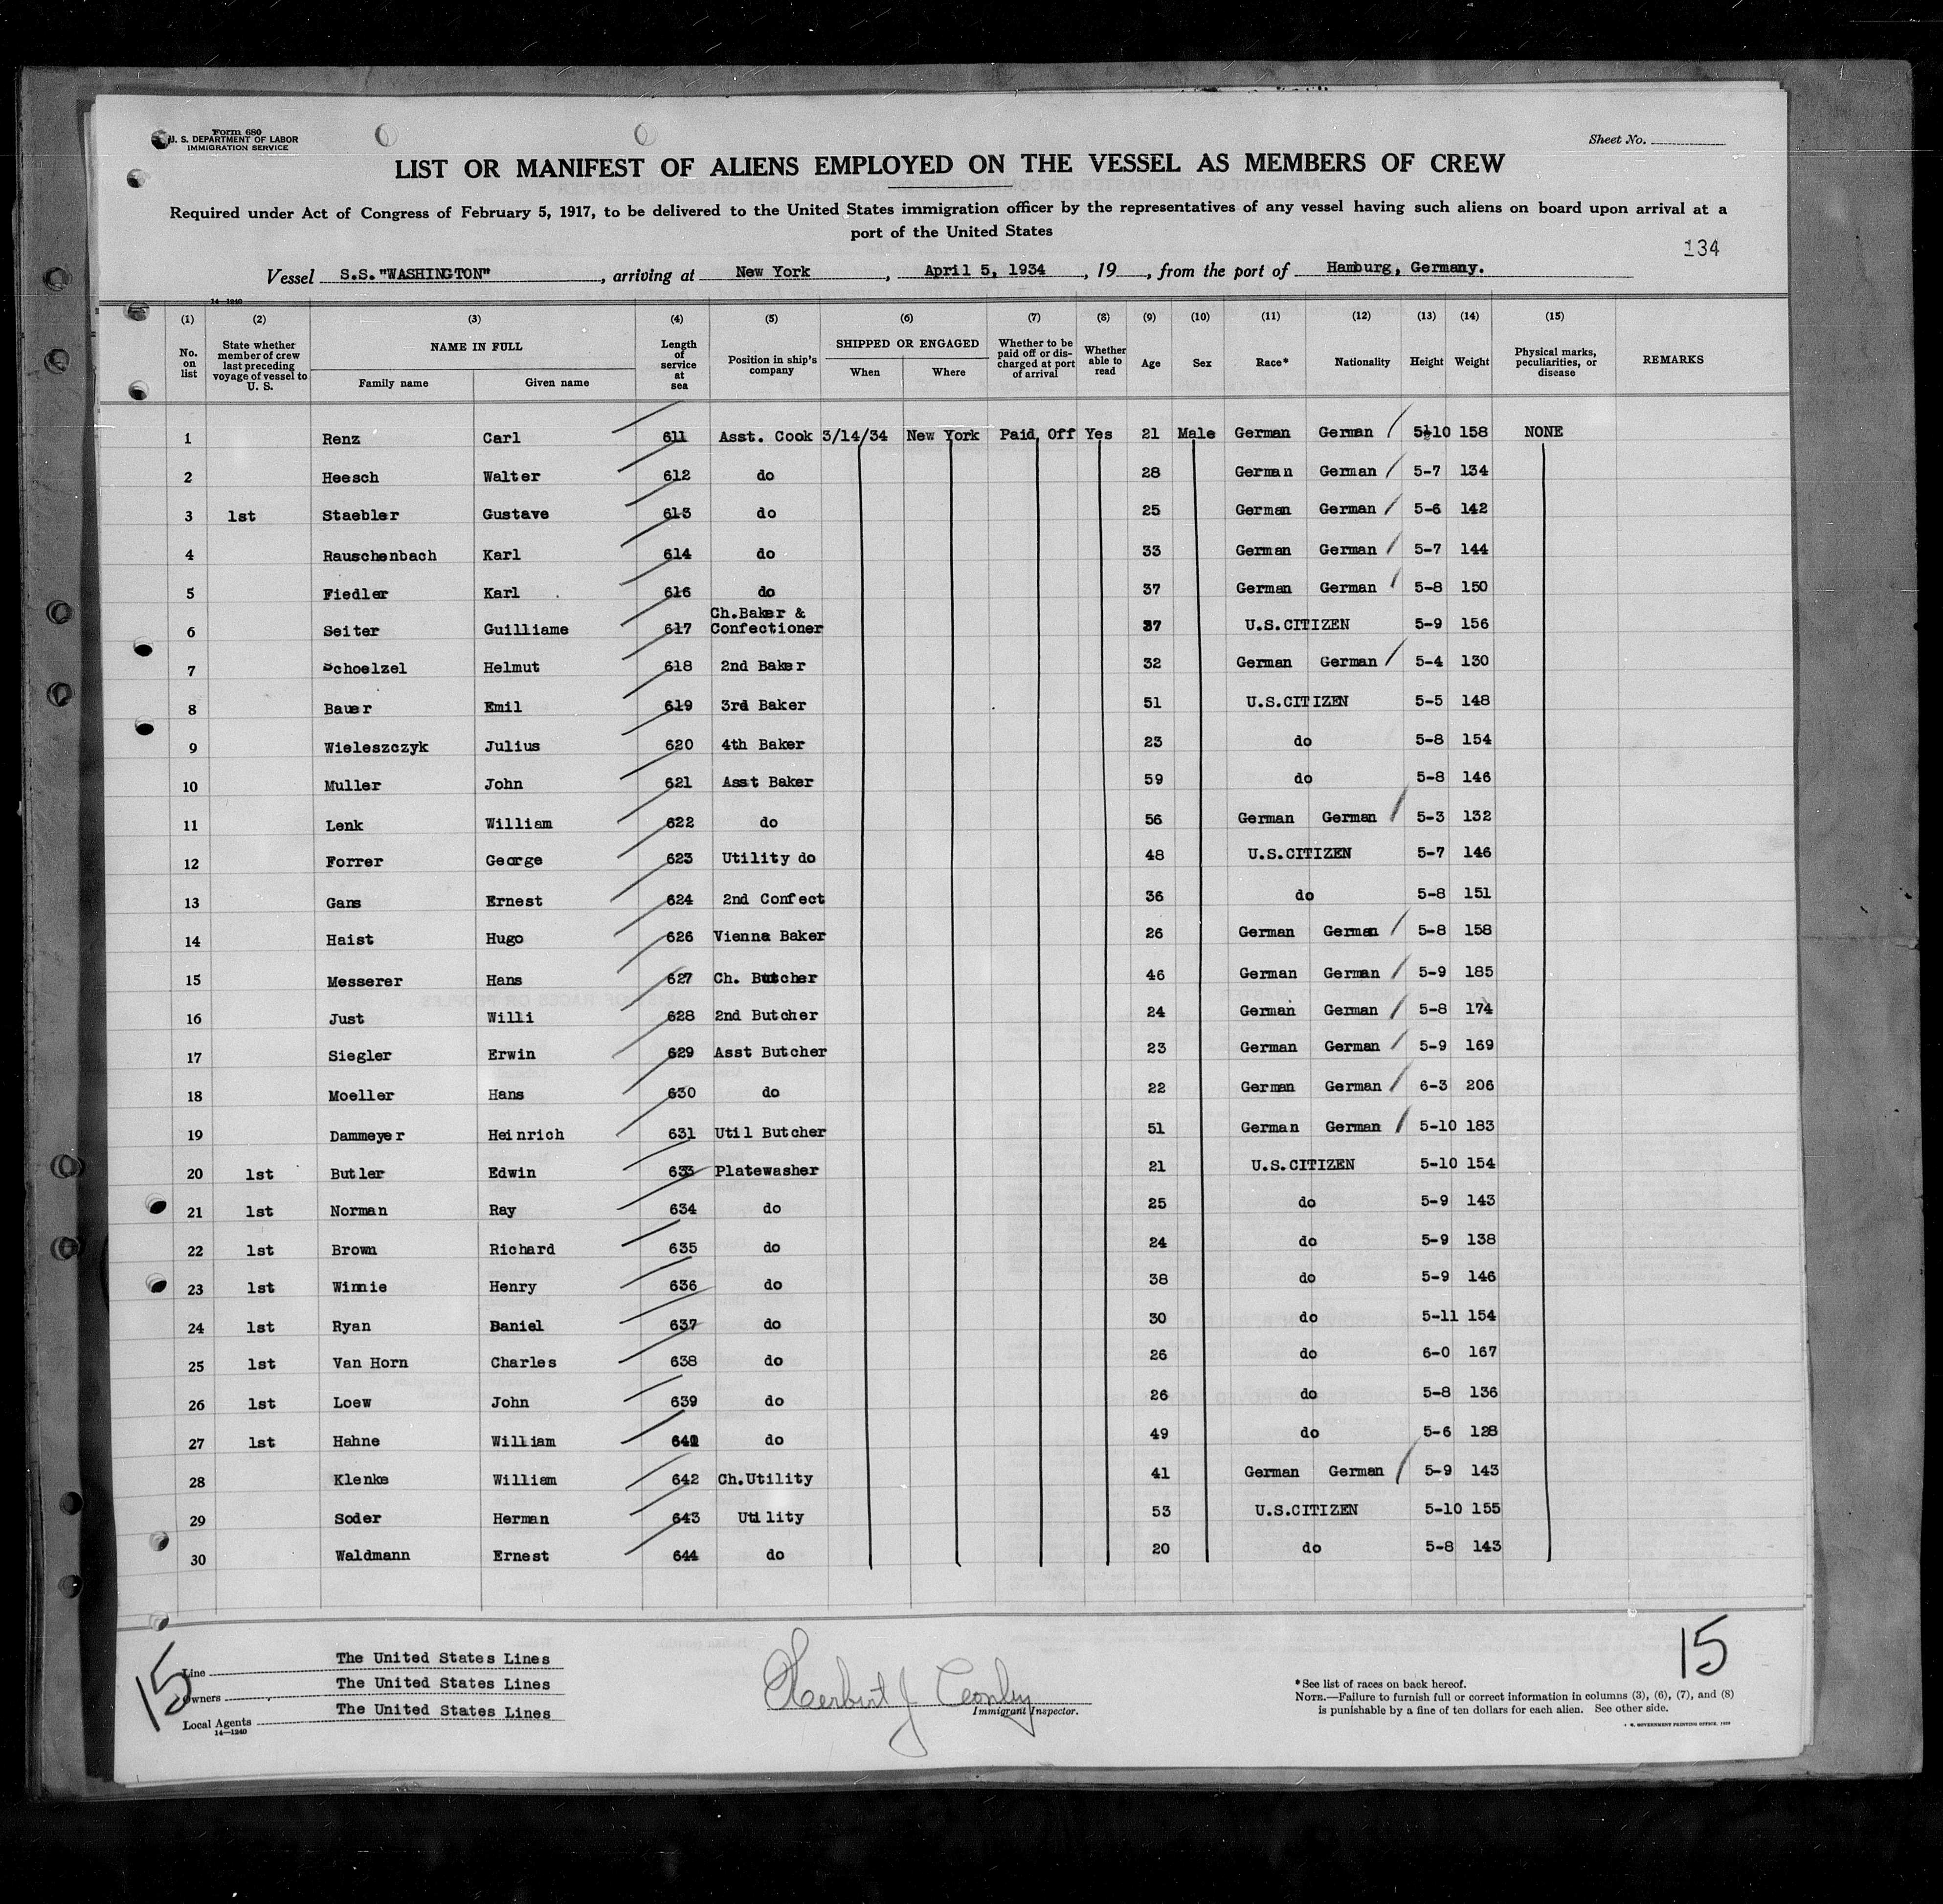 Form 680
U. S. DEPARTMENT OF LABOR
IMMIGRATION SERVICE
Sheet No.
LIST OR MANIFEST OF ALIENS EMPLOYED ON THE VESSEL AS MEMBERS OF CREW
Required under Act of Congress of February 5, 1917, to be delivered to the United States immigration officer by the representatives of any vessel having such aliens on board upon arrival at a
port of the United States
134
Vessel S.S."WASHINGTON", arriving at New York, April 5, 1934, 19, from the port of Hamburg, Germany.
14—1240
(1) (2) (3) (4) (5) (6) (7) (8) (9) (10) (11) (12) (13) (14) (15)
No. on list State whether member of crew last preceding voyage of vessel to U. S. NAME IN FULL Family name Given name Length of service at sea Position in ship's company SHIPPED OR ENGAGED When Where Whether to be paid off or discharged at port of arrival Whether able to read Age Sex Race* Nationality Height Weight Physical marks, peculiarities, or disease REMARKS
1 Renz Carl 611 Asst. Cook 3/14/34 New York Paid Off Yes 21 Male German German 5-10 158 NONE
2 Heesch Walter 612 do 28 German German 5-7 134
3 1st Staebler Gustave 613 do 25 German German 5-6 142
4 Rauschenbach Karl 614 do 33 German German 5-7 144
5 Fiedler Karl 616 do 37 German German 5-8 150
6 Seiter Guilliame 617 Ch.Baker & Confectioner 37 U.S.CITIZEN 5-9 156
7 Schoelzel Helmut 618 2nd Baker 32 German German 5-4 130
8 Bauer Emil 619 3rd Baker 51 U.S.CITIZEN 5-5 148
9 Wieleszczyk Julius 620 4th Baker 23 do 5-8 154
10 Muller John 621 Asst Baker 59 do 5-8 146
11 Lenk William 622 do 56 German German 5-3 132
12 Forrer George 623 Utility do 48 U.S.CITIZEN 5-7 146
13 Gans Ernest 624 2nd Confect 36 do 5-8 151
14 Haist Hugo 626 Vienna Baker 26 German German 5-8 158
15 Messerer Hans 627 Ch. Butcher 46 German German 5-9 185
16 Just Willi 628 2nd Butcher 24 German German 5-8 174
17 Siegler Erwin 629 Asst Butcher 23 German German 5-9 169
18 Moeller Hans 630 do 22 German German 6-3 206
19 Dammeyer Heinrich 631 Util Butcher 51 German German 5-10 183
20 1st Butler Edwin 633 Platewasher 21 U.S.CITIZEN 5-10 154
21 1st Norman Ray 634 do 25 do 5-9 143
22 1st Brown Richard 635 do 24 do 5-9 138
23 1st Winnie Henry 636 do 38 do 5-9 146
24 1st Ryan Daniel 637 do 30 do 5-11 154
25 1st Van Horn Charles 638 do 26 do 6-0 167
26 1st Loew John 639 do 26 do 5-8 136
27 1st Hahne William do 49 do 5-6 128
28 Klenke William 642 Ch.Utility 41 German German 5-9 143
29 Soder Herman 643 Utility 53 U.S.CITIZEN 5-10 155
30 Waldmann Ernest 644 do 20 do 5-8 143
15
15
Line The United States Lines
Owners The United States Lines
Local Agents The United States Lines
14—1240
Herbert J
Immigrant Inspector.
*See list of races on back hereof.
NOTE.—Failure to furnish full or correct information in columns (3), (6), (7), and (8)
is punishable by a fine of ten dollars for each alien. See other side.
U. S. GOVERNMENT PRINTING OFFICE